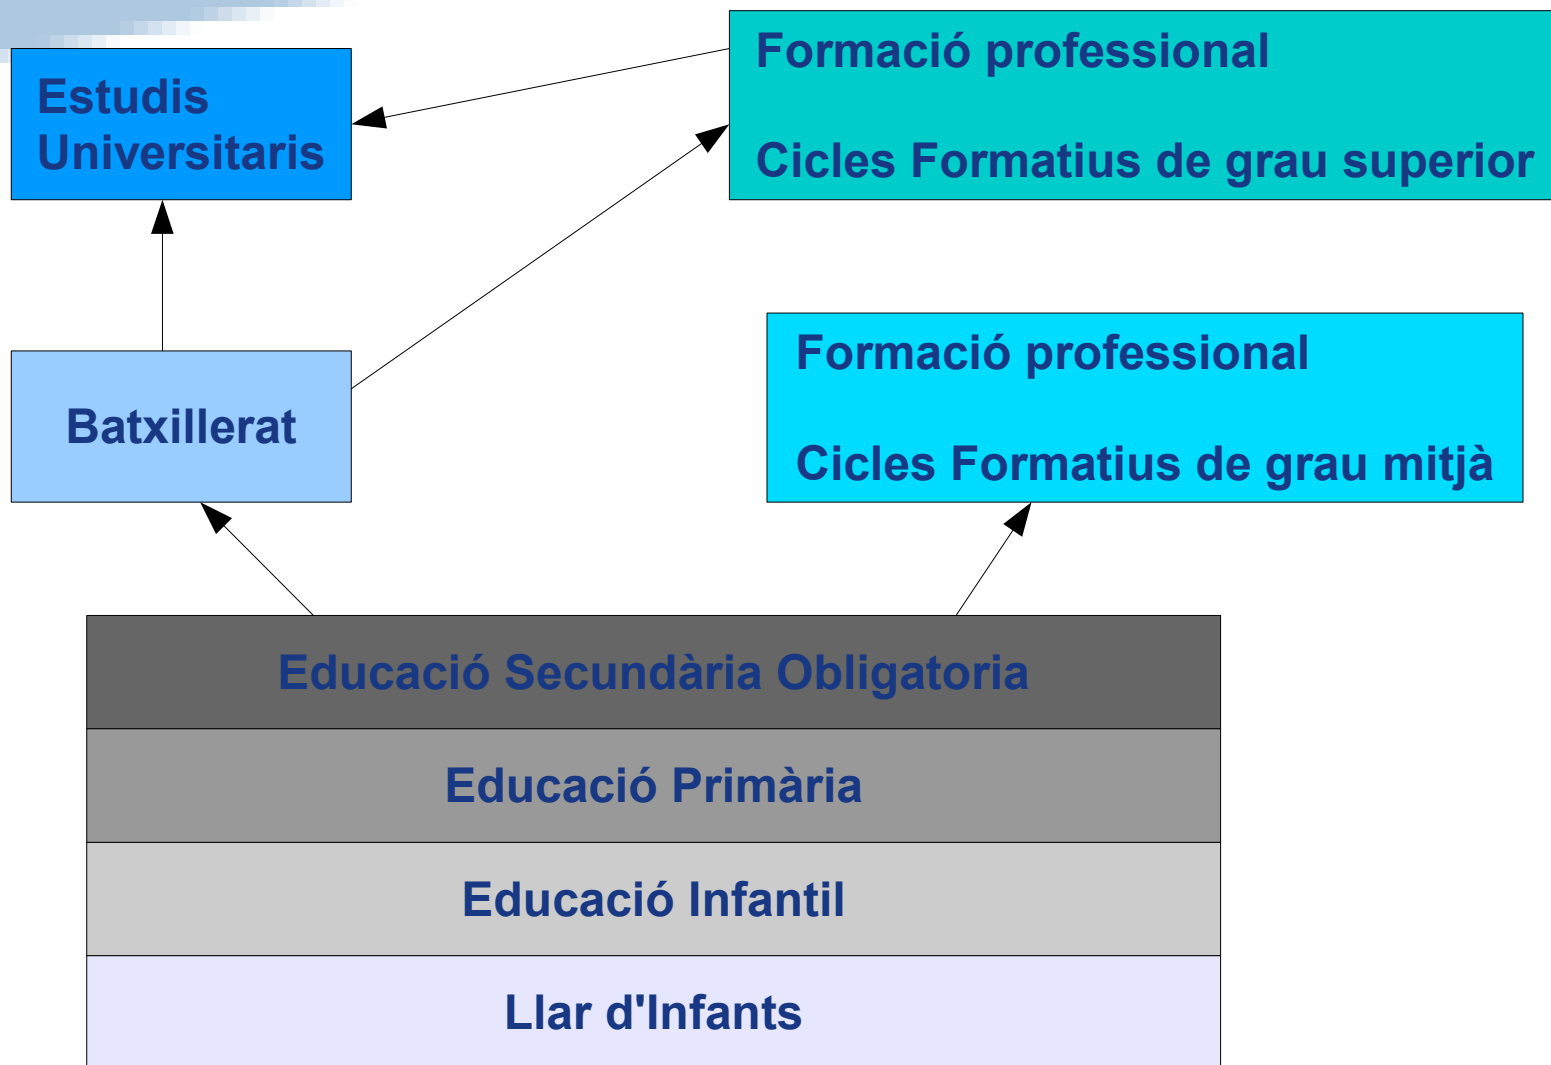 Estudis
Universitaris
Formació professional
Cicles Formatius de grau superior
Batxillerat
Formació professional
Cicles Formatius de grau mitjà
Educació Secundària Obligatoria
Educació Primària
Educació Infantil
Llar d'Infants